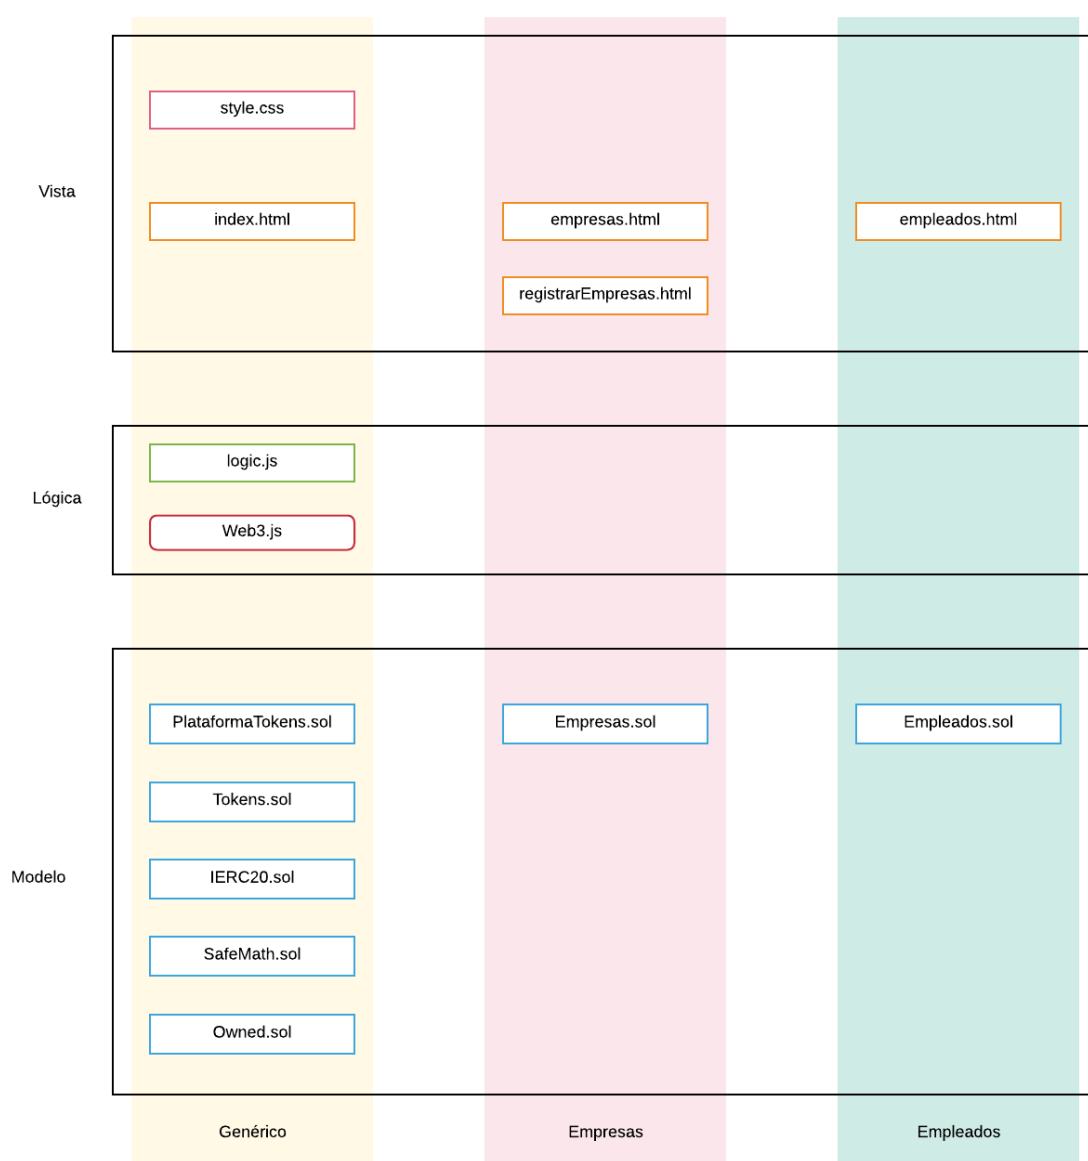 style.css
Vista
index.html
empresas.html
empleados.html
registrarEmpresas.html
logic.js
Lógica
Web3.js
PlataformaTokens.sol
Empresas.sol
Empleados.sol
Tokens.sol
Modelo
IERC20.sol
SafeMath.sol
Owned.sol
Genérico
Empresas
Empleados